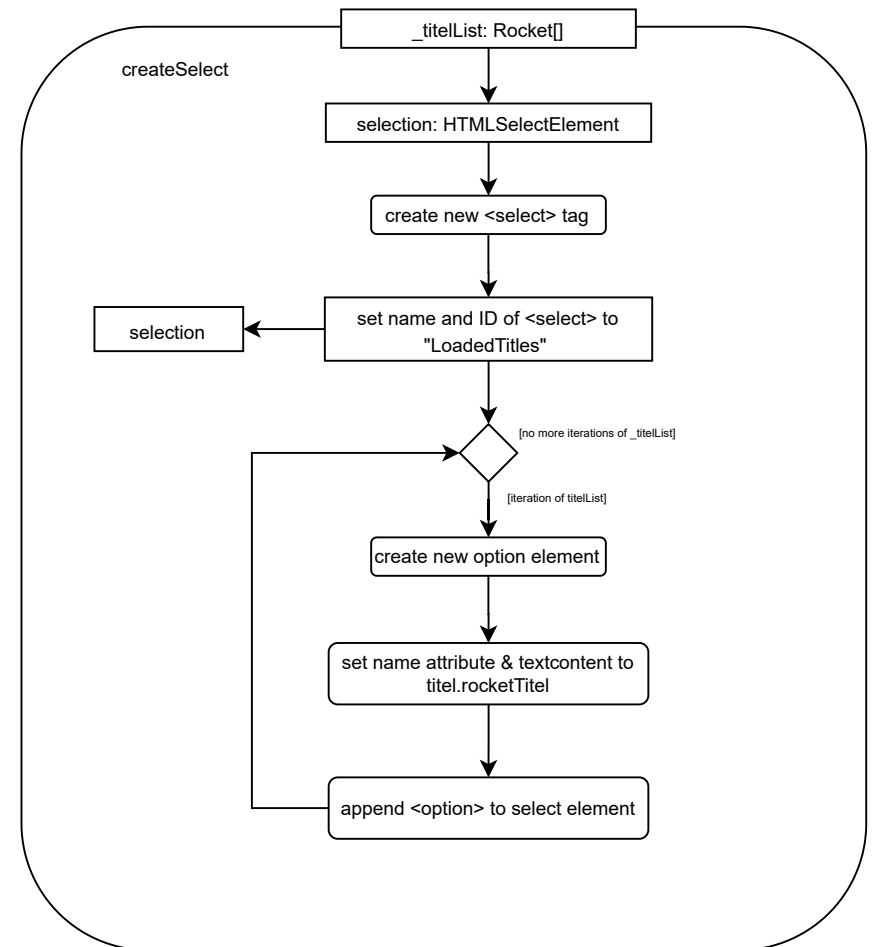 _titelList: Rocket[]
createSelect
selection: HTMLSelectElement
create new <select> tag
set name and ID of <select> to
"LoadedTitles"
selection
[no more iterations of _titelList]
[iteration of titelList]
create new option element
set name attribute & textcontent to
titel.rocketTitel
append <option> to select element